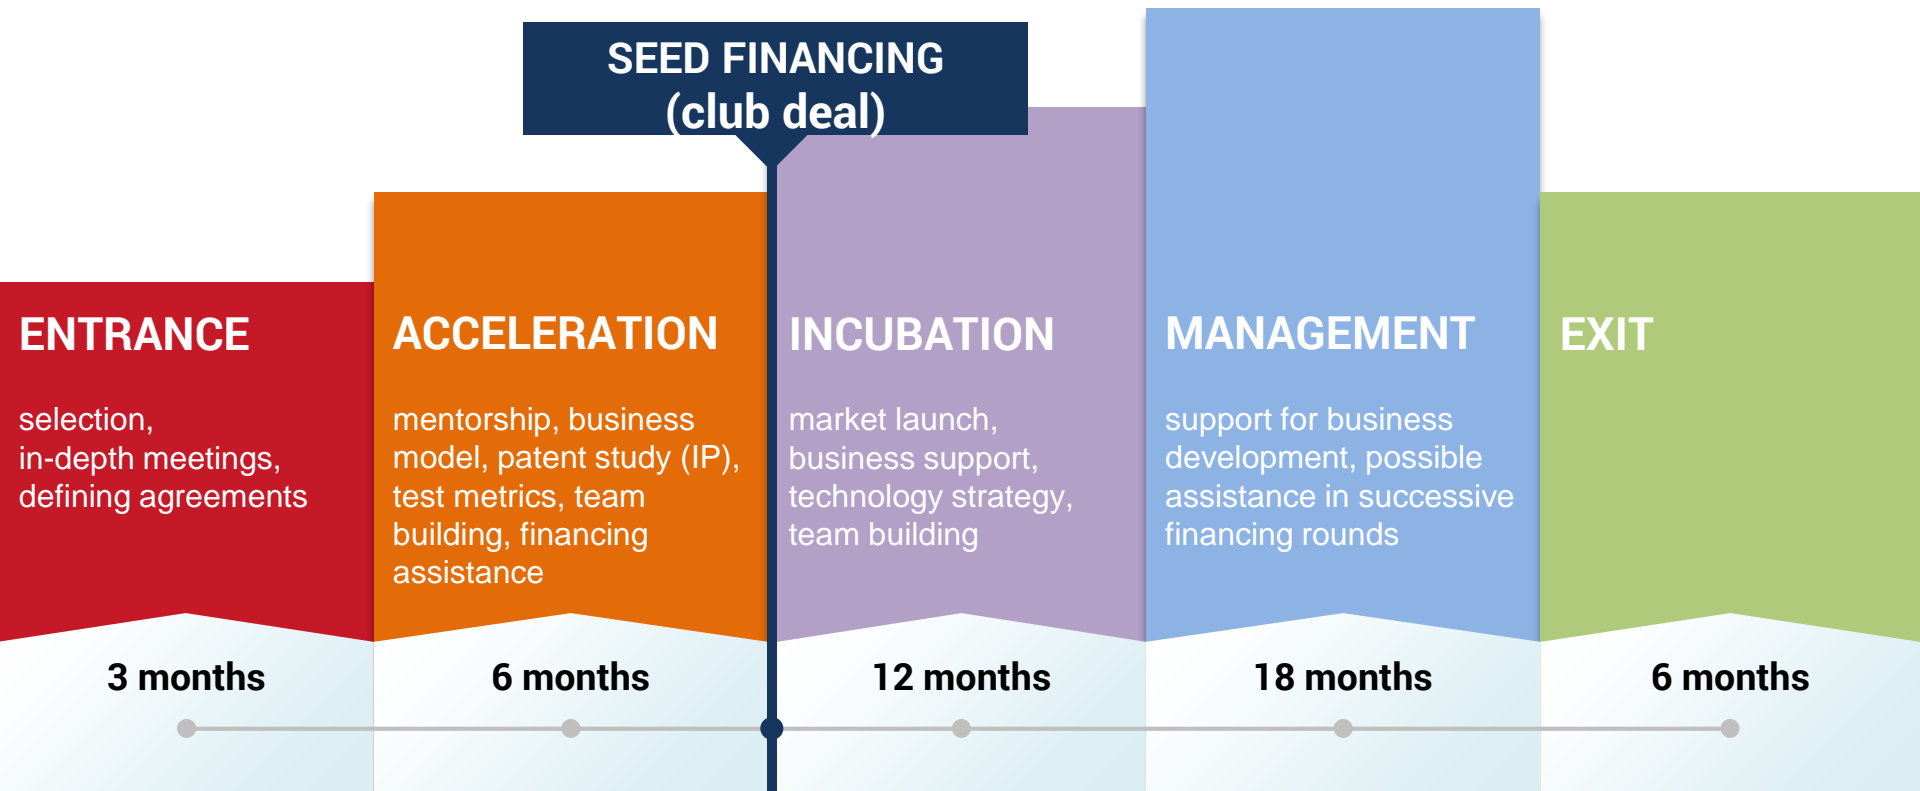 SEED FINANCING
(club deal)
ENTRANCE
selection,
in-depth meetings,
defining agreements
3 months
ACCELERATION
mentorship, business
model, patent study (IP),
test metrics, team
building, financing
assistance
6 months
INCUBATION
market launch,
business support,
technology strategy,
team building
12 months
MANAGEMENT
support for business
development, possible
assistance in successive
financing rounds
18 months
EXIT
6 months